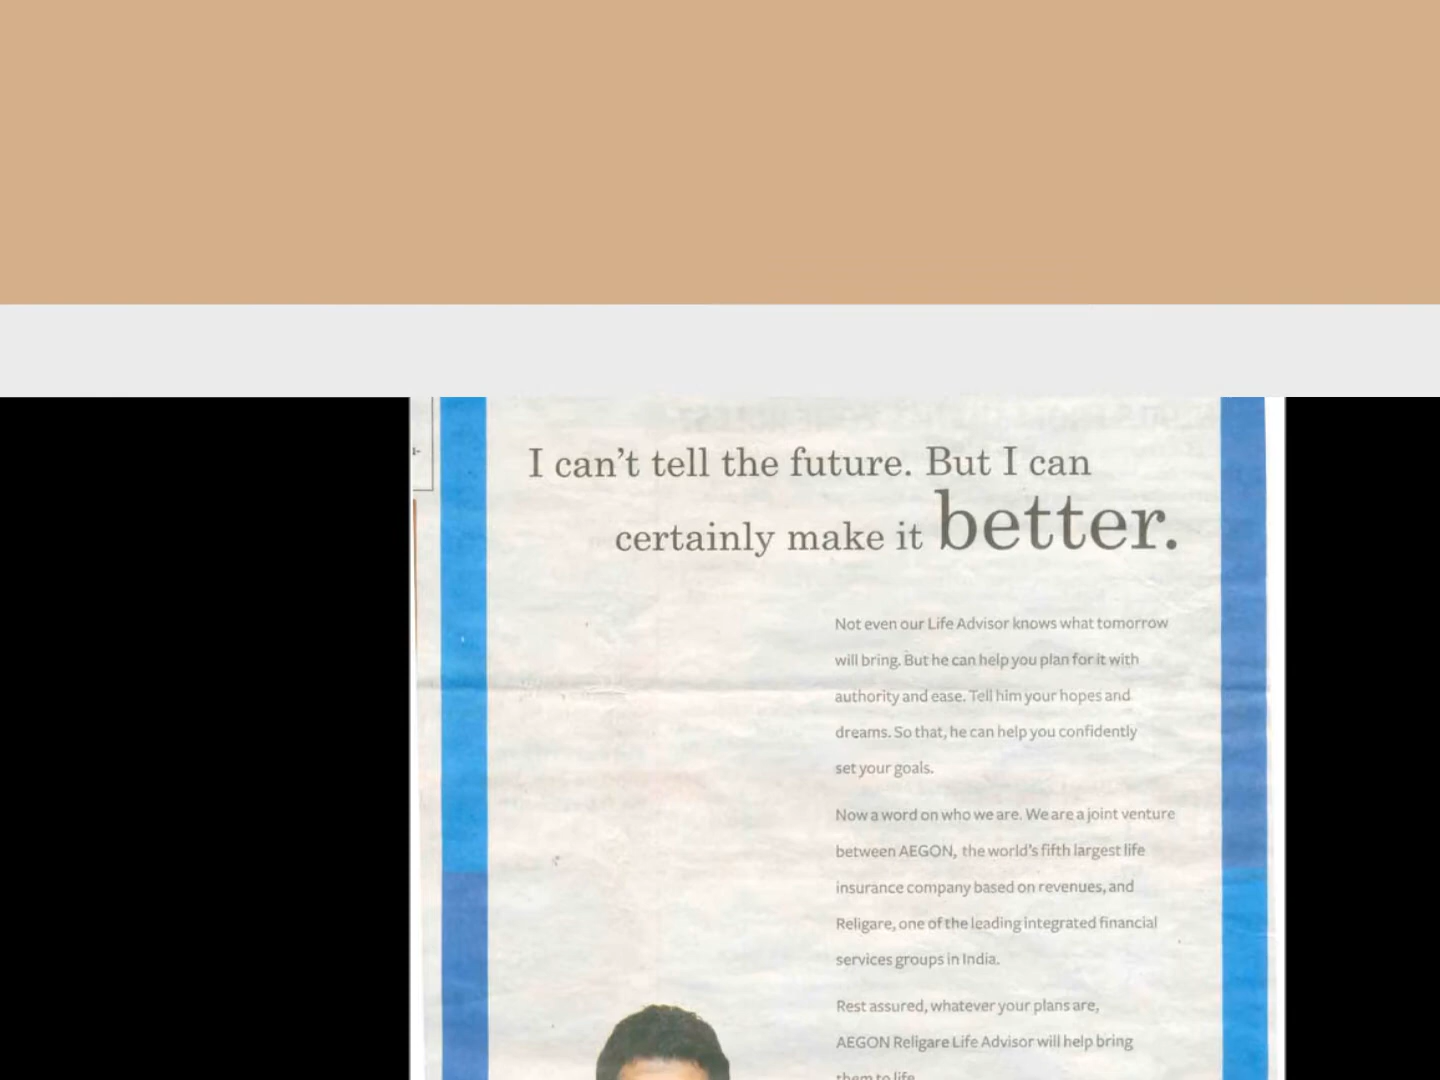 I can't tell the future. But I can
certainly make it better.
Not even our Life Advisor knows what tomorrow
will bring. But he can help you plan for it with
authority and ease. Tell him your hopes and
dreams. So that, he can help you confidently
set your goals.
Now a word on who we are. We are a joint venture
between AEGON, the world's fifth largest life
insurance company based on revenues, and
Religare, one of the leading integrated financial
services groups in India.
Rest assured, whatever your plans are,
AEGON Religare Life Advisor will help bring
them to life.